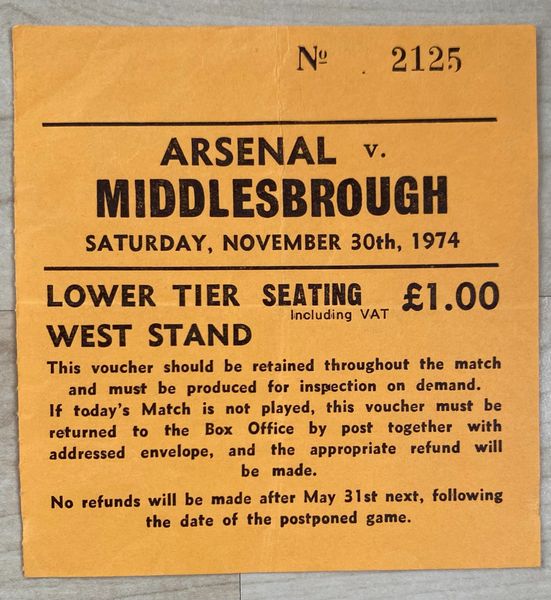 Nº 2125
ARSENAL v.
MIDDLESBROUGH
SATURDAY, NOVEMBER 30th, 1974
LOWER TIER SEATING £1.00
Including VAT
WEST STAND
This voucher should be retained throughout the match
and must be produced for inspection on demand.
If today's Match is not played, this voucher must be
returned to the Box Office by post together with
addressed envelope, and the appropriate refund will
be made.
No refunds will be made after May 31st next, following
the date of the postponed game.